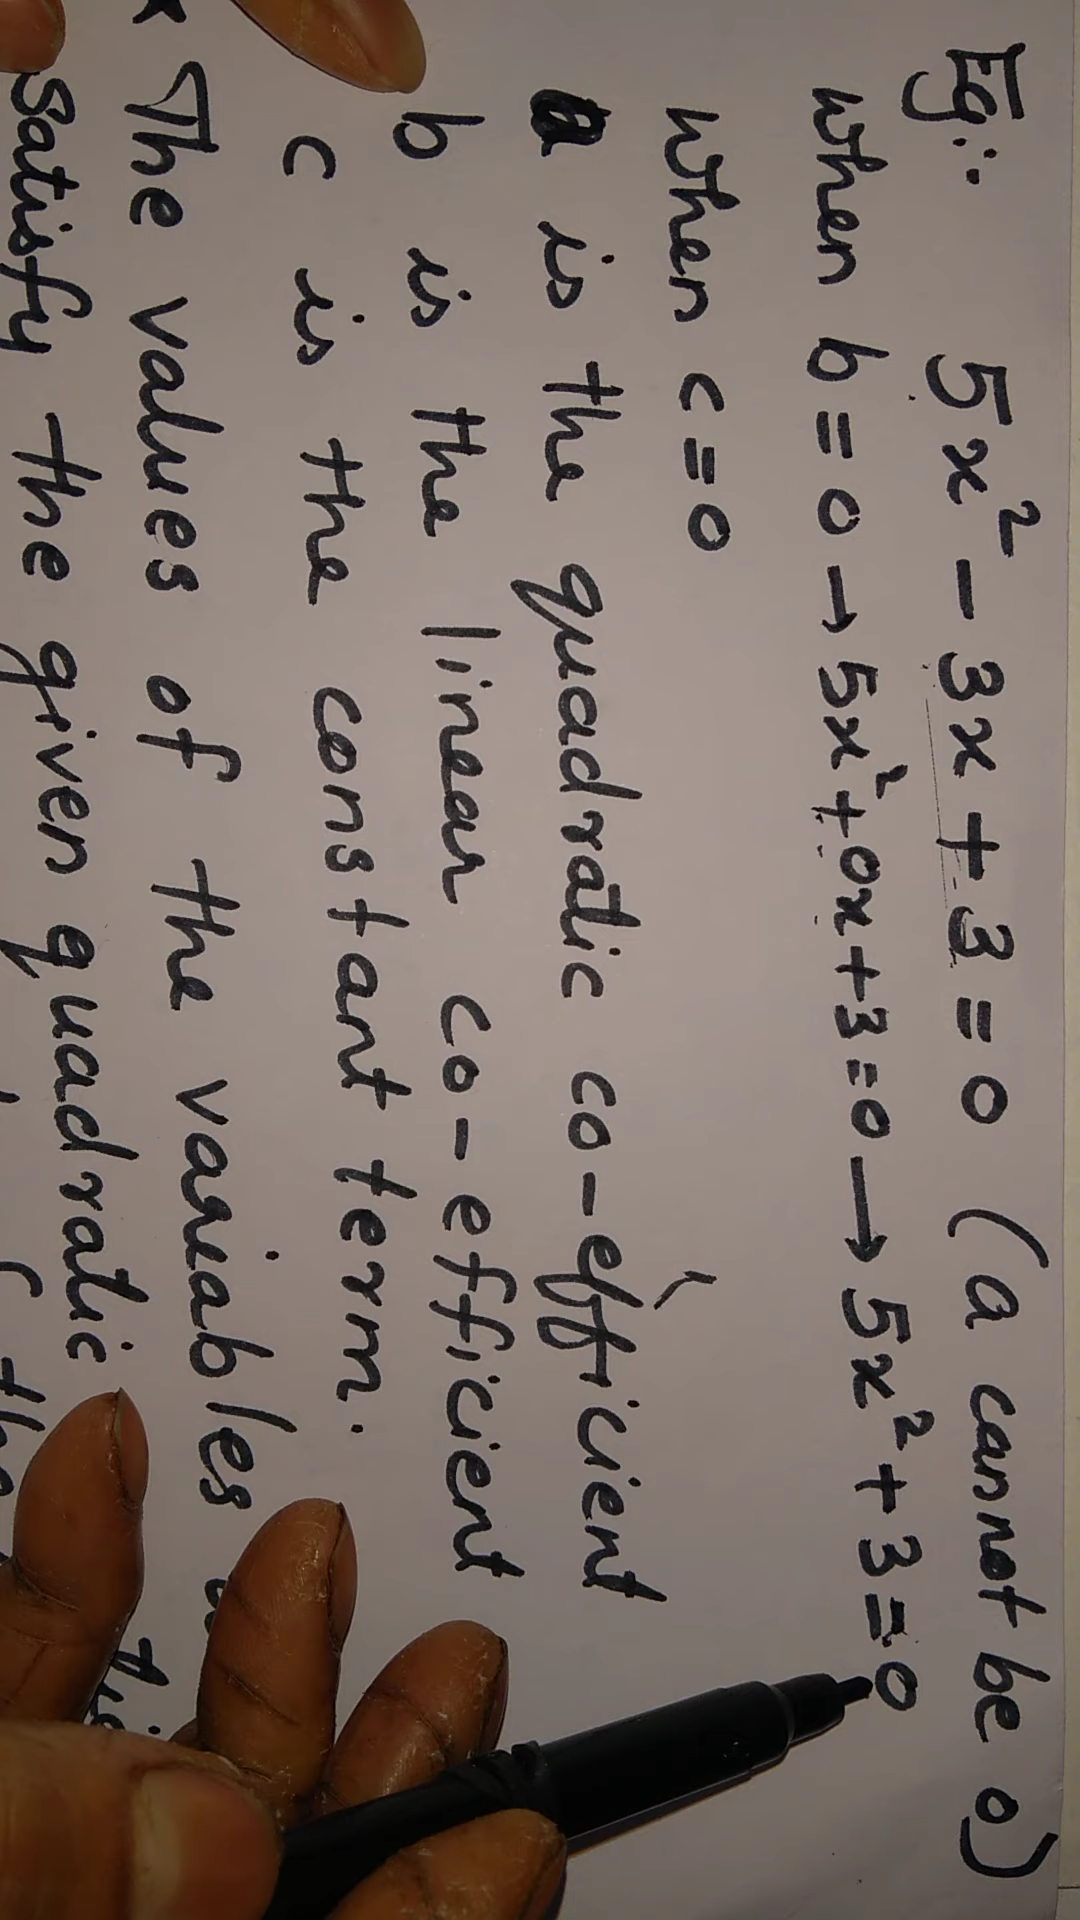 Eg:- 5x² - 3x + 3 = 0 (a cannot be 0)
when b = 0 → 5x² + 0x + 3 = 0 → 5x² + 3 = 0
when c = 0
a is the quadratic co-efficient
b is the linear co-efficient
c is the constant term.
* The values of the variables
satisfy the given quadratic